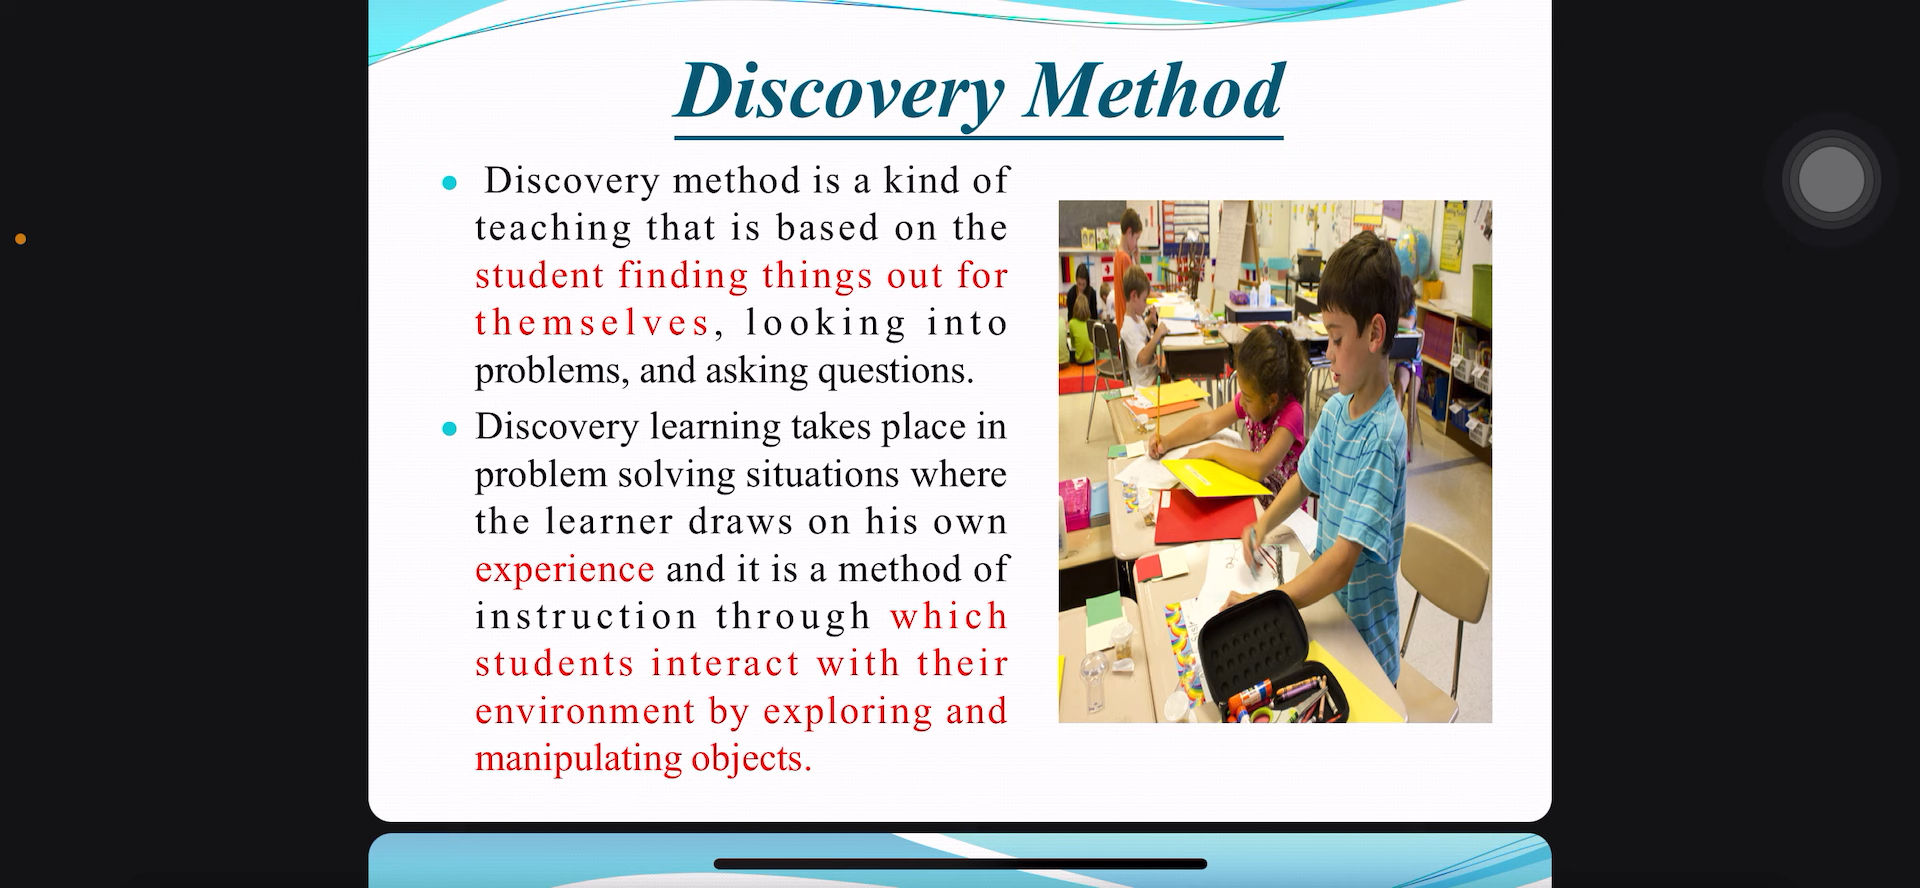 Discovery Method
Discovery method is a kind of
teaching that is based on the
student finding things out for
themselves, looking into
problems, and asking questions.
Discovery learning takes place in
problem solving situations where
the learner draws on his own
experience and it is a method of
instruction through which
students interact with their
environment by exploring and
manipulating objects.